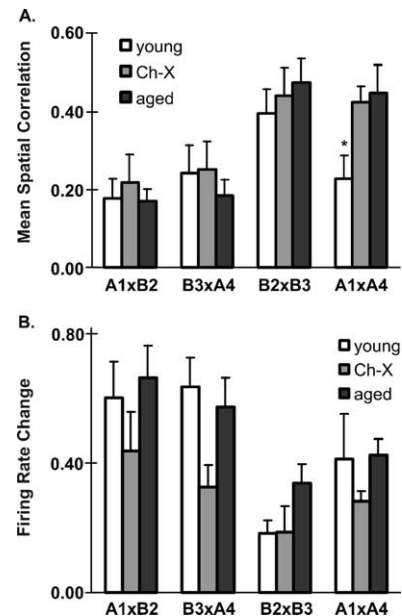 A.
0.60
young
Ch-X
aged
0.40
Mean Spatial Correlation
0.20
*
0.00
A1xB2 B3xA4 B2xB3 A1xA4
B.
0.80
young
Ch-X
aged
Firing Rate Change
0.40
0.00
A1xB2 B3xA4 B2xB3 A1xA4